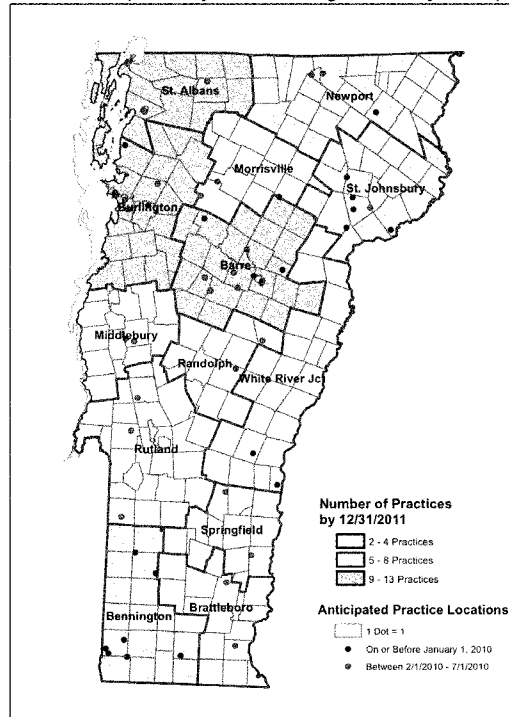 St. Albans
Newport
Morrisville
St. Johnsbury
Burlington
Barre
Middlebury
Randolph
White River Jc
Rutland
Springfield
Brattleboro
Bennington
Number of Practices
by 12/31/2011
2 - 4 Practices
5 - 8 Practices
9 - 13 Practices
Anticipated Practice Locations
1 Dot = 1
On or Before January 1, 2010
Between 2/1/2010 - 7/1/2010